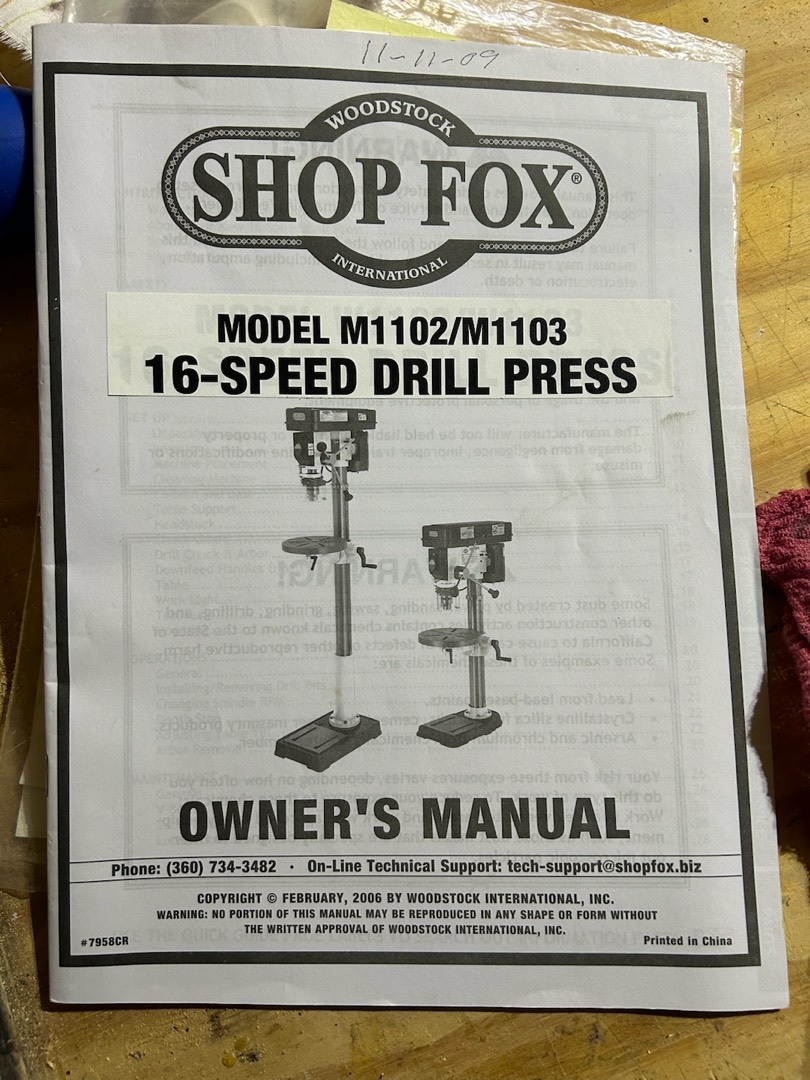 11-11-09
WOODSTOCK
SHOP FOX®
INTERNATIONAL
MODEL M1102/M1103
16-SPEED DRILL PRESS
OWNER'S MANUAL
Phone: (360) 734-3482 · On-Line Technical Support: tech-support@shopfox.biz
COPYRIGHT © FEBRUARY, 2006 BY WOODSTOCK INTERNATIONAL, INC.
WARNING: NO PORTION OF THIS MANUAL MAY BE REPRODUCED IN ANY SHAPE OR FORM WITHOUT
THE WRITTEN APPROVAL OF WOODSTOCK INTERNATIONAL, INC.
#7958CR
Printed in China